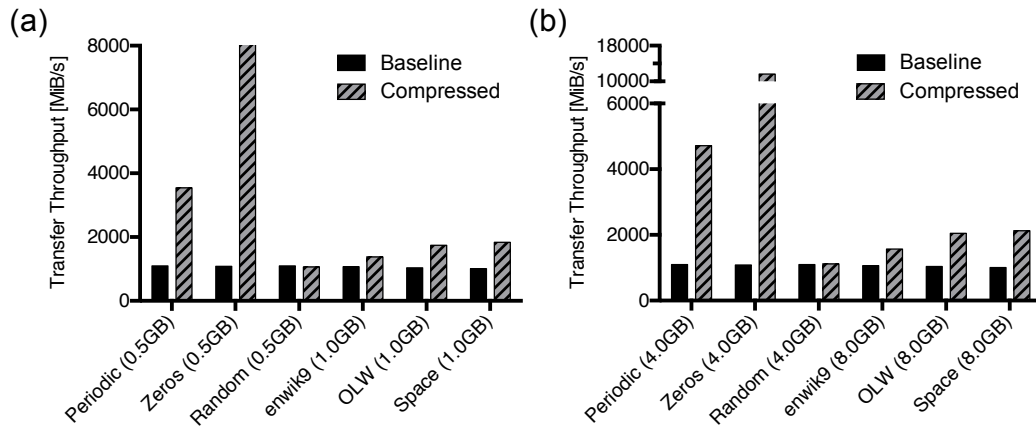 (a)
Transfer Throughput [MiB/s]
8000
6000
4000
2000
0
Baseline
Compressed
Periodic (0.5GB)
Zeros (0.5GB)
Random (0.5GB)
enwik9 (1.0GB)
OLW (1.0GB)
Space (1.0GB)
(b)
Transfer Throughput [MiB/s]
18000
10000
6000
4000
2000
0
Baseline
Compressed
Periodic (4.0GB)
Zeros (4.0GB)
Random (4.0GB)
enwik9 (8.0GB)
OLW (8.0GB)
Space (8.0GB)